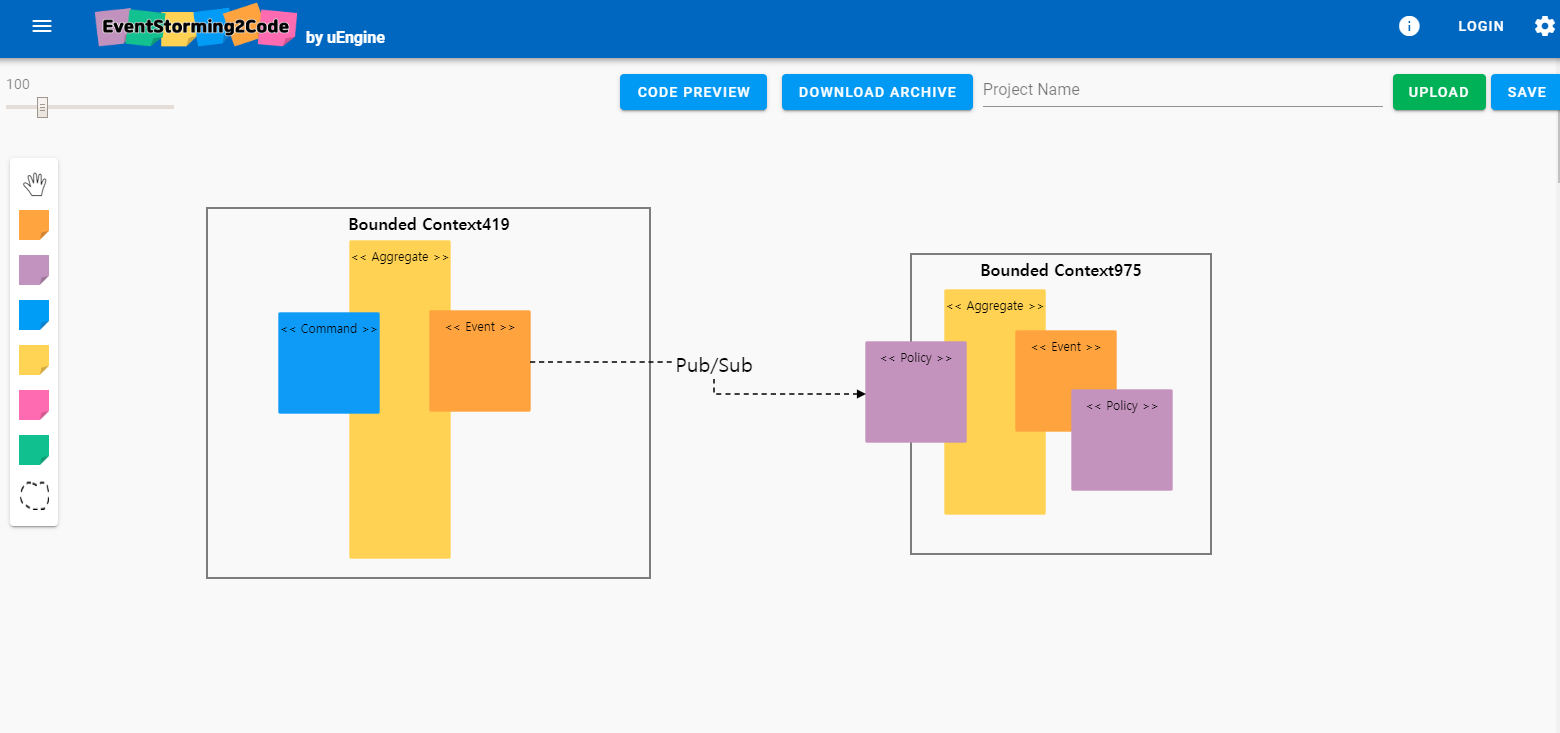 EventStorming2Code by uEngine
LOGIN
100
CODE PREVIEW
DOWNLOAD ARCHIVE
Project Name
UPLOAD
SAVE
Bounded Context419
<< Aggregate >>
<< Command >>
<< Event >>
Pub/Sub
Bounded Context975
<< Aggregate >>
<< Policy >>
<< Event >>
<< Policy >>